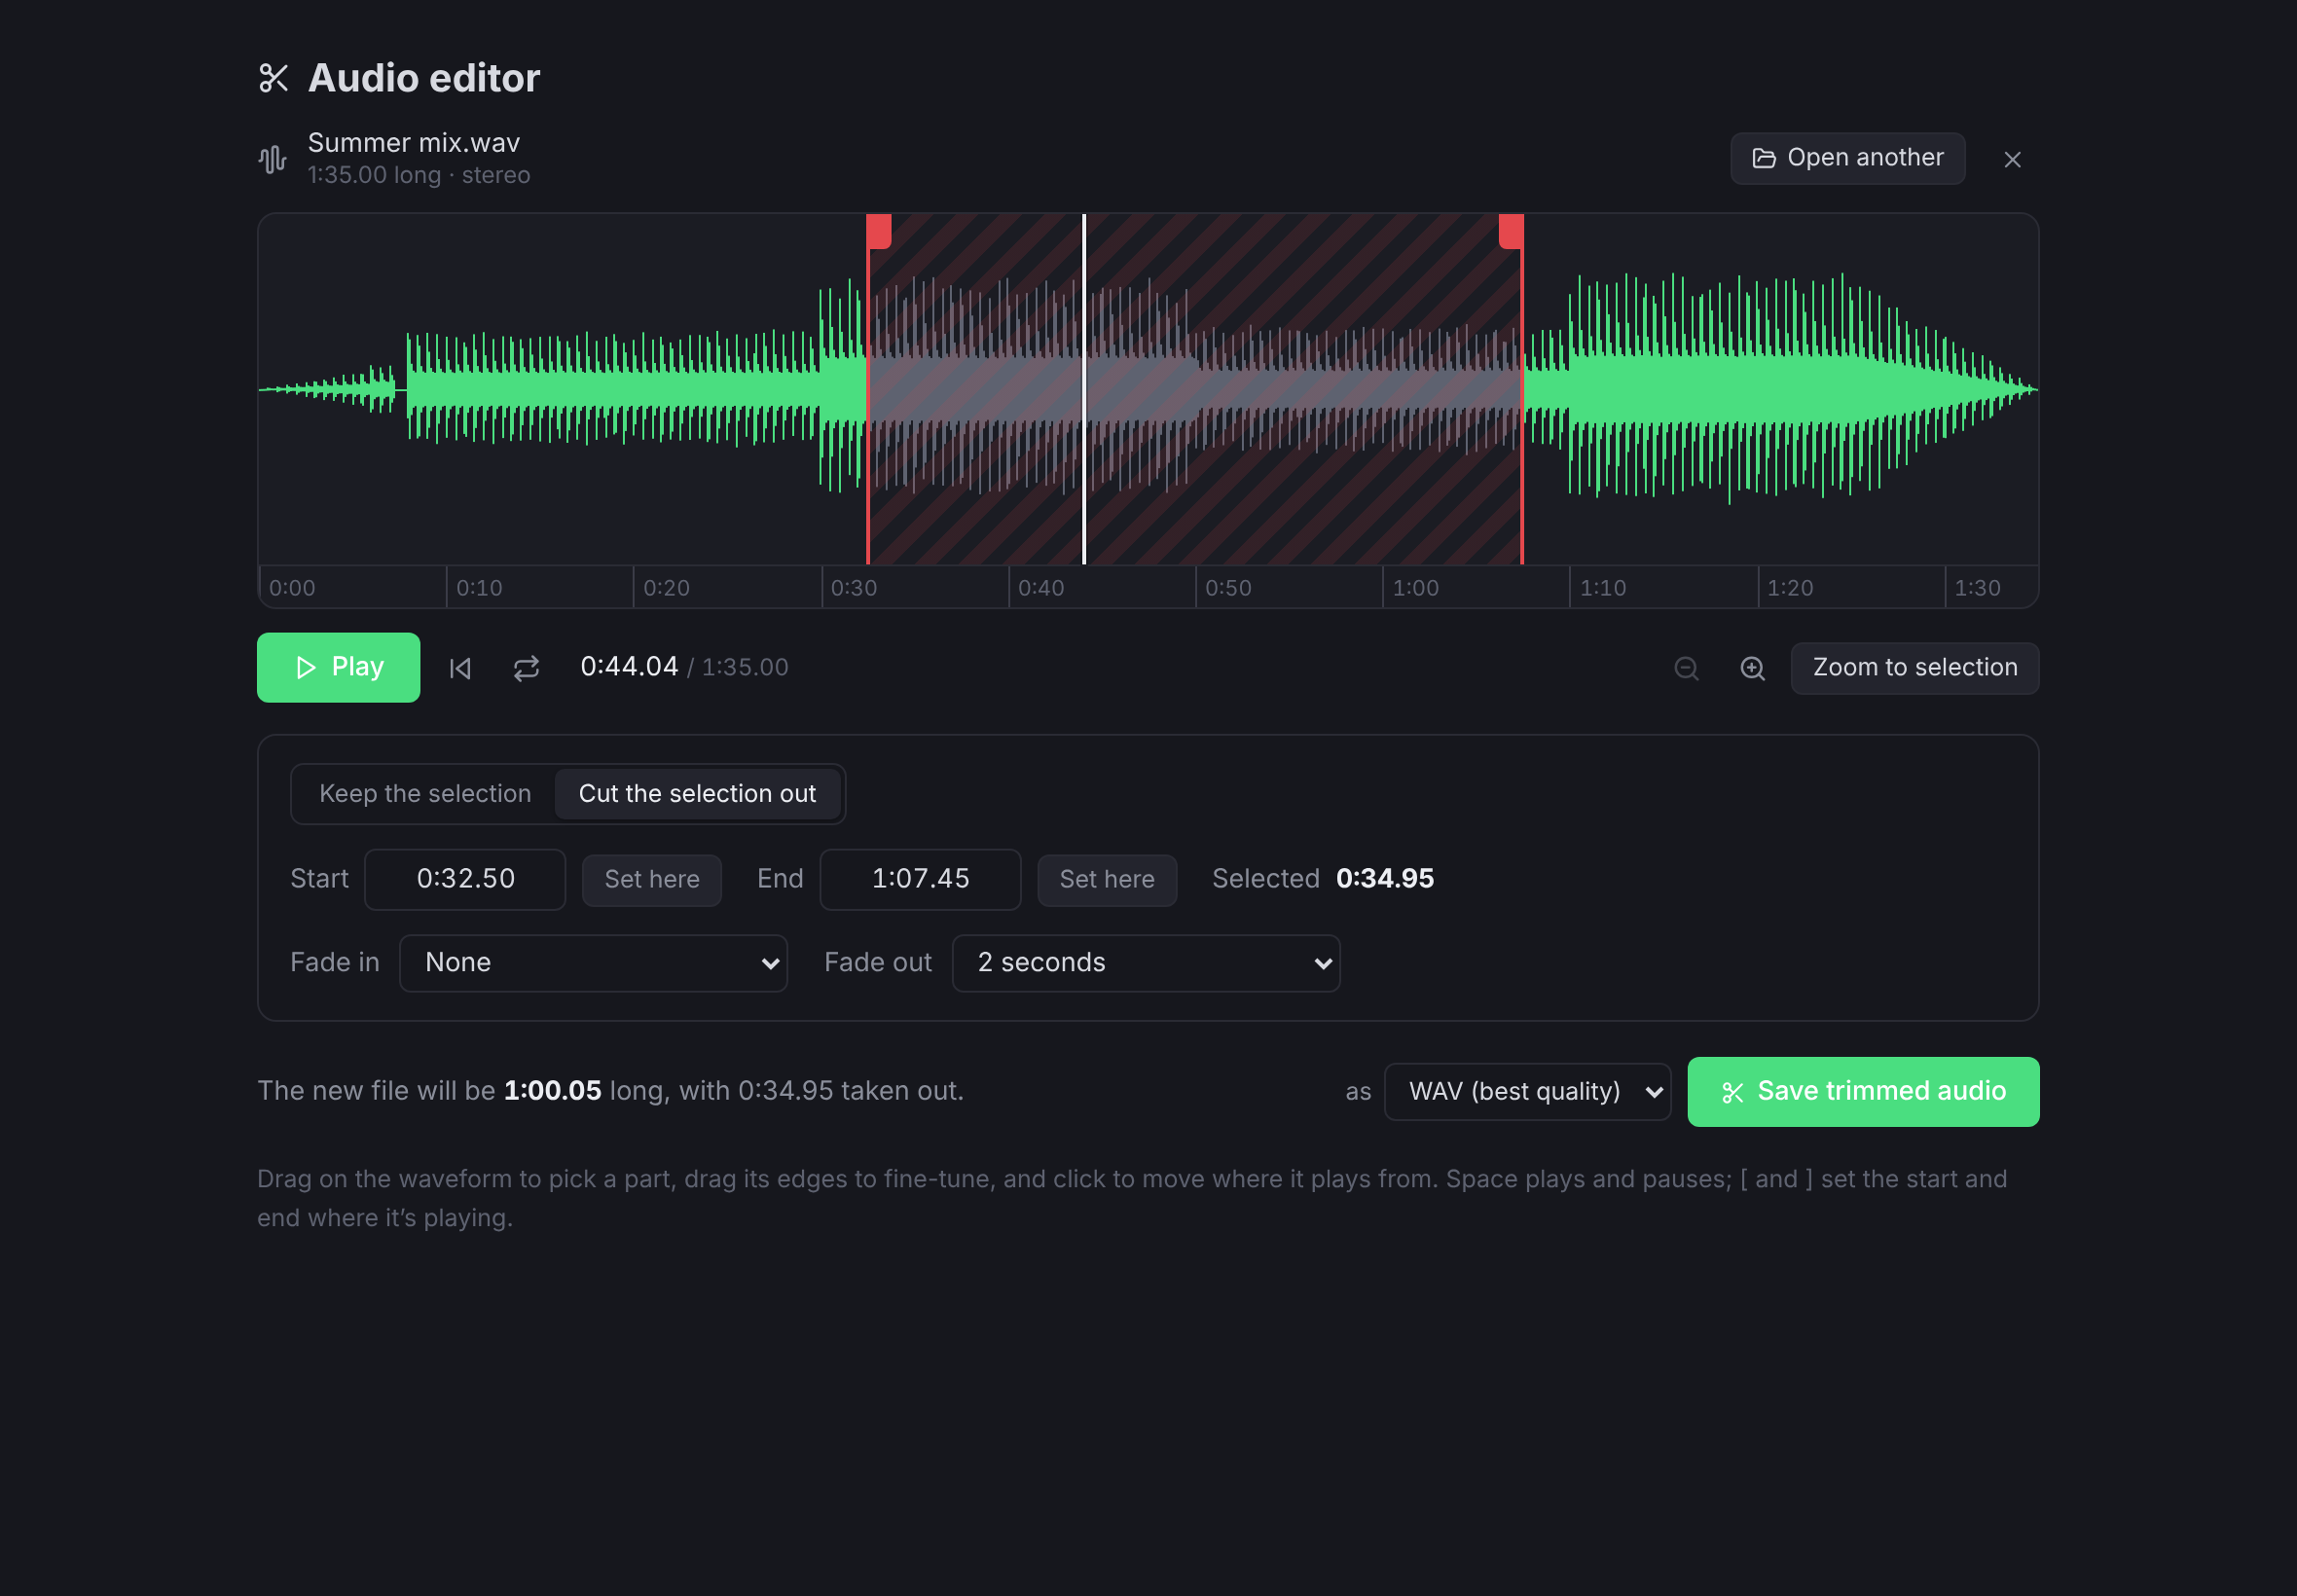 Audio editor
Summer mix.wav
1:35.00 long · stereo
Open another
0:00 0:10 0:20 0:30 0:40 0:50 1:00 1:10 1:20 1:30
Play 0:44.04 / 1:35.00 Zoom to selection
Keep the selection Cut the selection out
Start 0:32.50 Set here End 1:07.45 Set here Selected 0:34.95
Fade in None Fade out 2 seconds
The new file will be 1:00.05 long, with 0:34.95 taken out. as WAV (best quality) Save trimmed audio
Drag on the waveform to pick a part, drag its edges to fine-tune, and click to move where it plays from. Space plays and pauses; [ and ] set the start and
end where it’s playing.